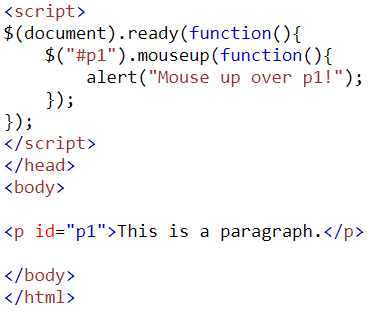 <script>
$(document).ready(function(){
    $("#p1").mouseup(function(){
        alert("Mouse up over p1!");
    });
});
</script>
</head>
<body>
<p id="p1">This is a paragraph.</p>
</body>
</html>